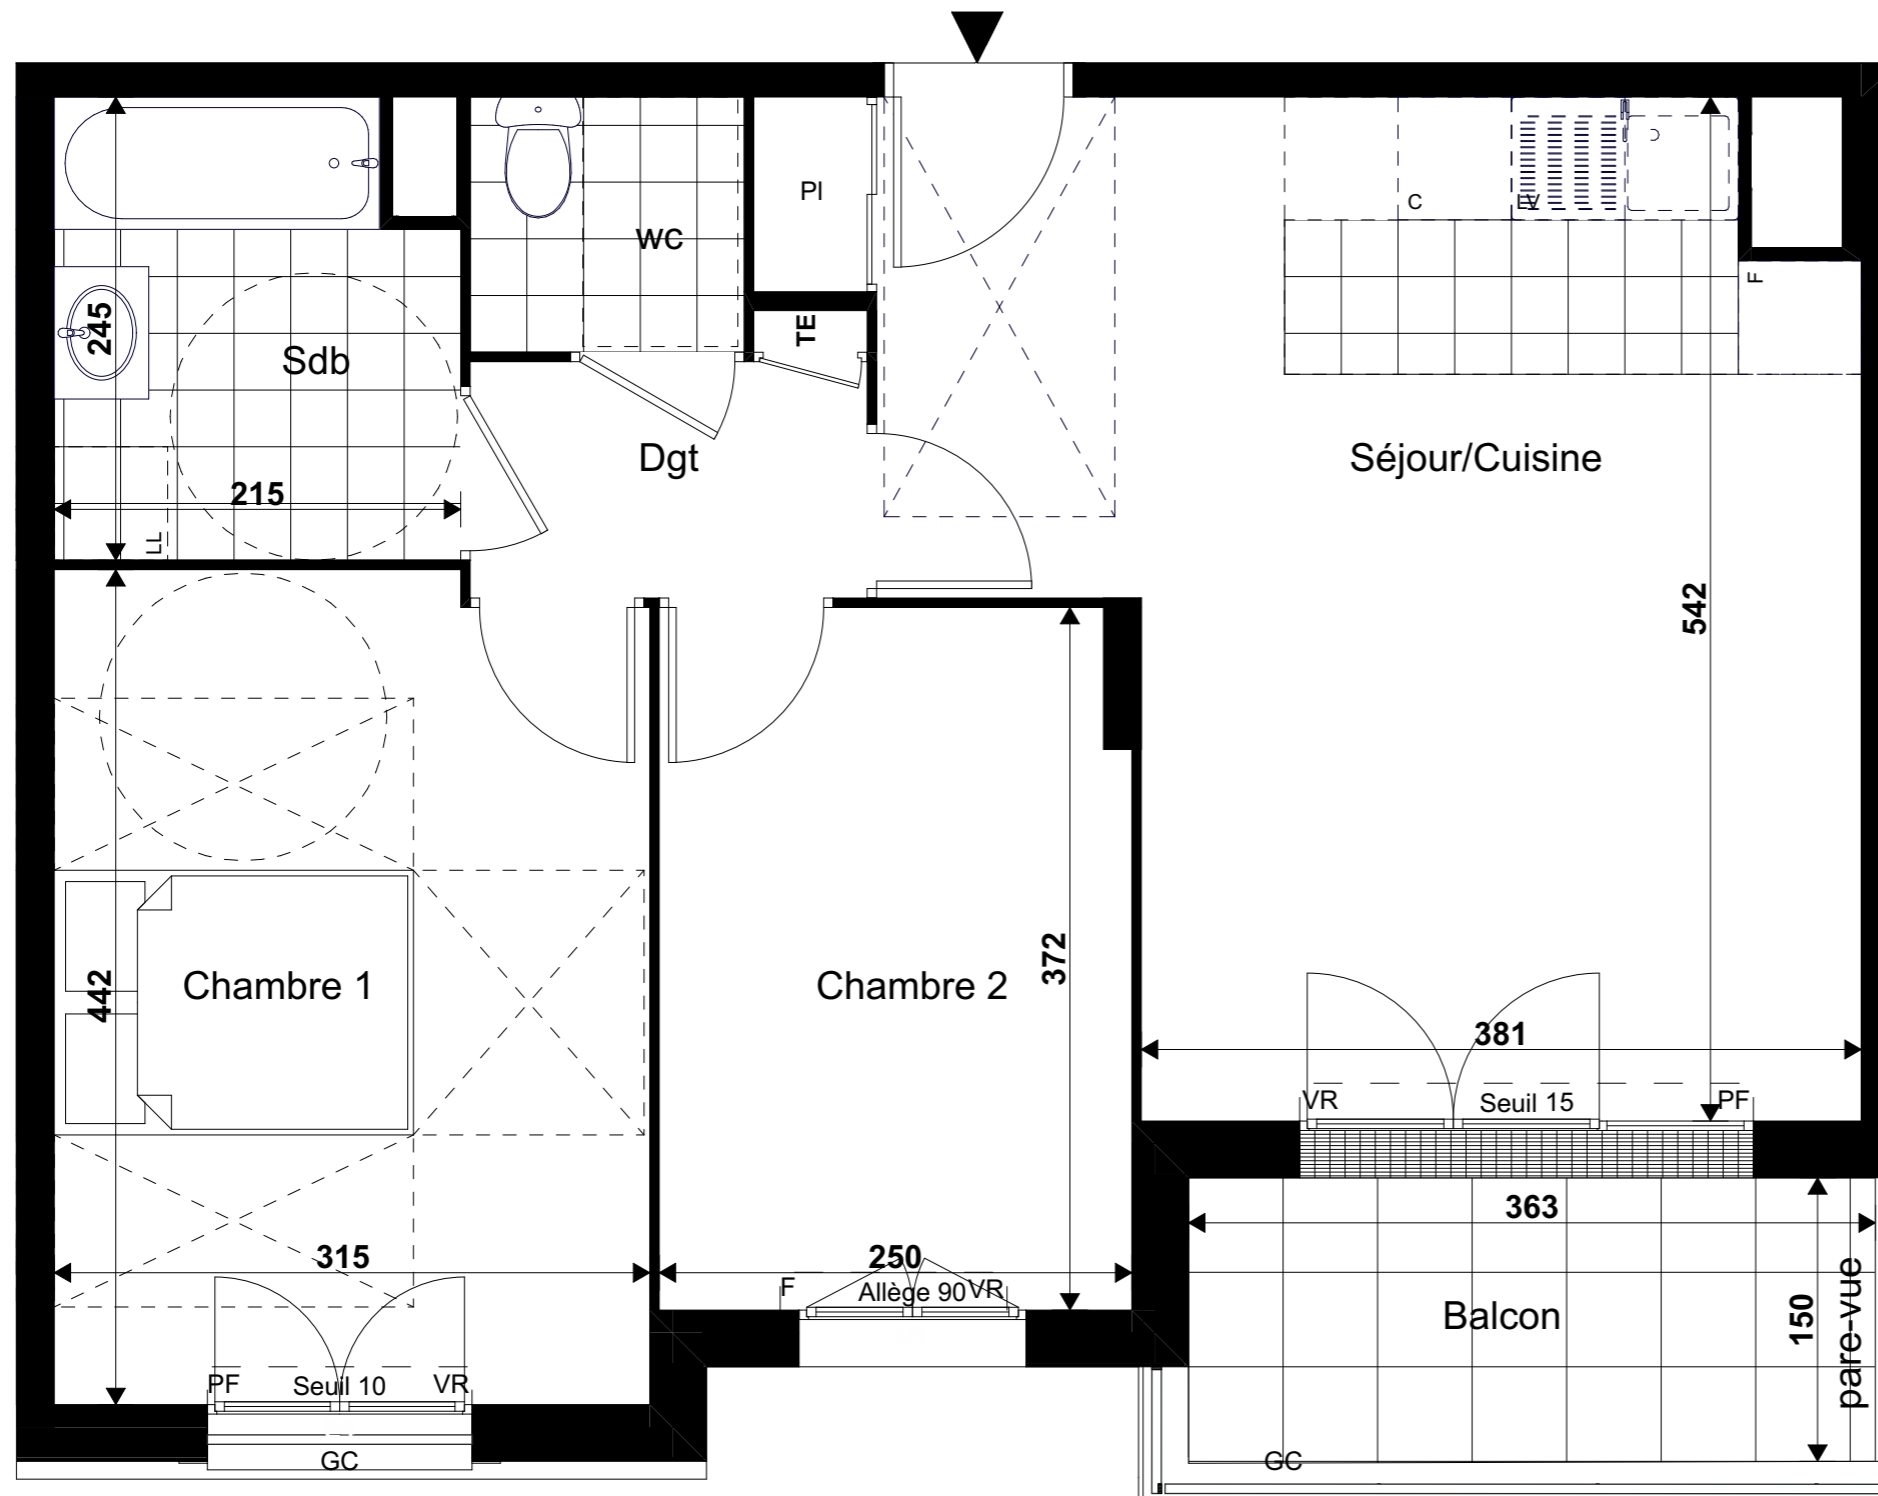 Pl
C
LV
WC
F
245
TE
Sdb
Dgt
Séjour/Cuisine
215
LL
542
Chambre 1
442
Chambre 2
372
381
VR
Seuil 15
PF
363
315
250
F
Allège 90
VR
Balcon
150
pare-vue
PF
Seuil 10
VR
GC
GC